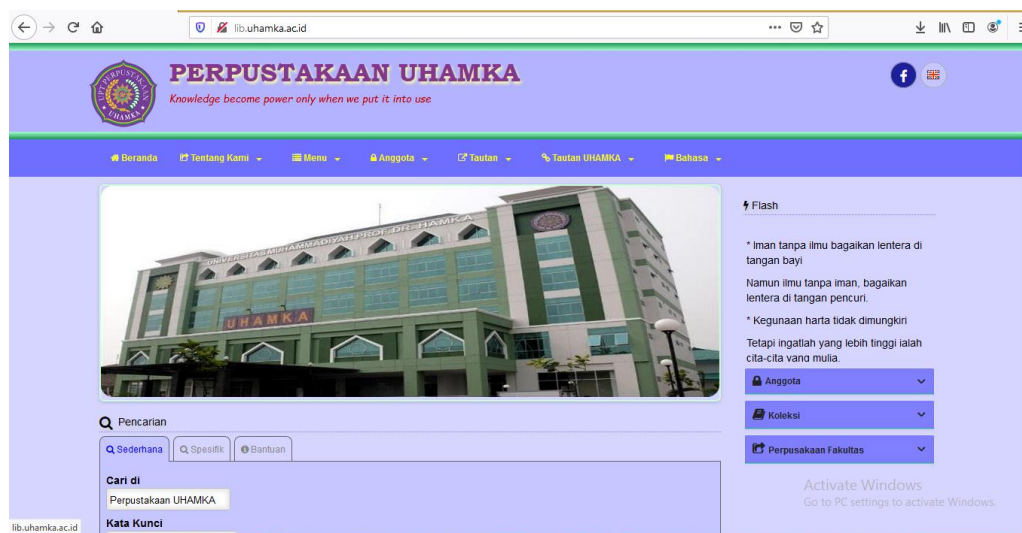 lib.uhamka.ac.id
PERPUSTAKAAN UHAMKA
Knowledge become power only when we put it into use
UPT PERPUSTAKAAN
UHAMKA
Beranda Tentang Kami Menu Anggota Tautan Tautan UHAMKA Bahasa
UNIVERSITAS MUHAMMADIYAH PROF. DR. HAMKA
UHAMKA
Flash
* Iman tanpa ilmu bagaikan lentera di
tangan bayi
Namun ilmu tanpa iman, bagaikan
lentera di tangan pencuri.
* Kegunaan harta tidak dimungkiri
Tetapi ingatlah yang lebih tinggi ialah
cita-cita yang mulia.
Anggota
Koleksi
Perpusakaan Fakultas
Pencarian
Sederhana Spesifik Bantuan
Cari di
Perpustakaan UHAMKA
Kata Kunci
Activate Windows
Go to PC settings to activate Windows.
lib.uhamka.ac.id